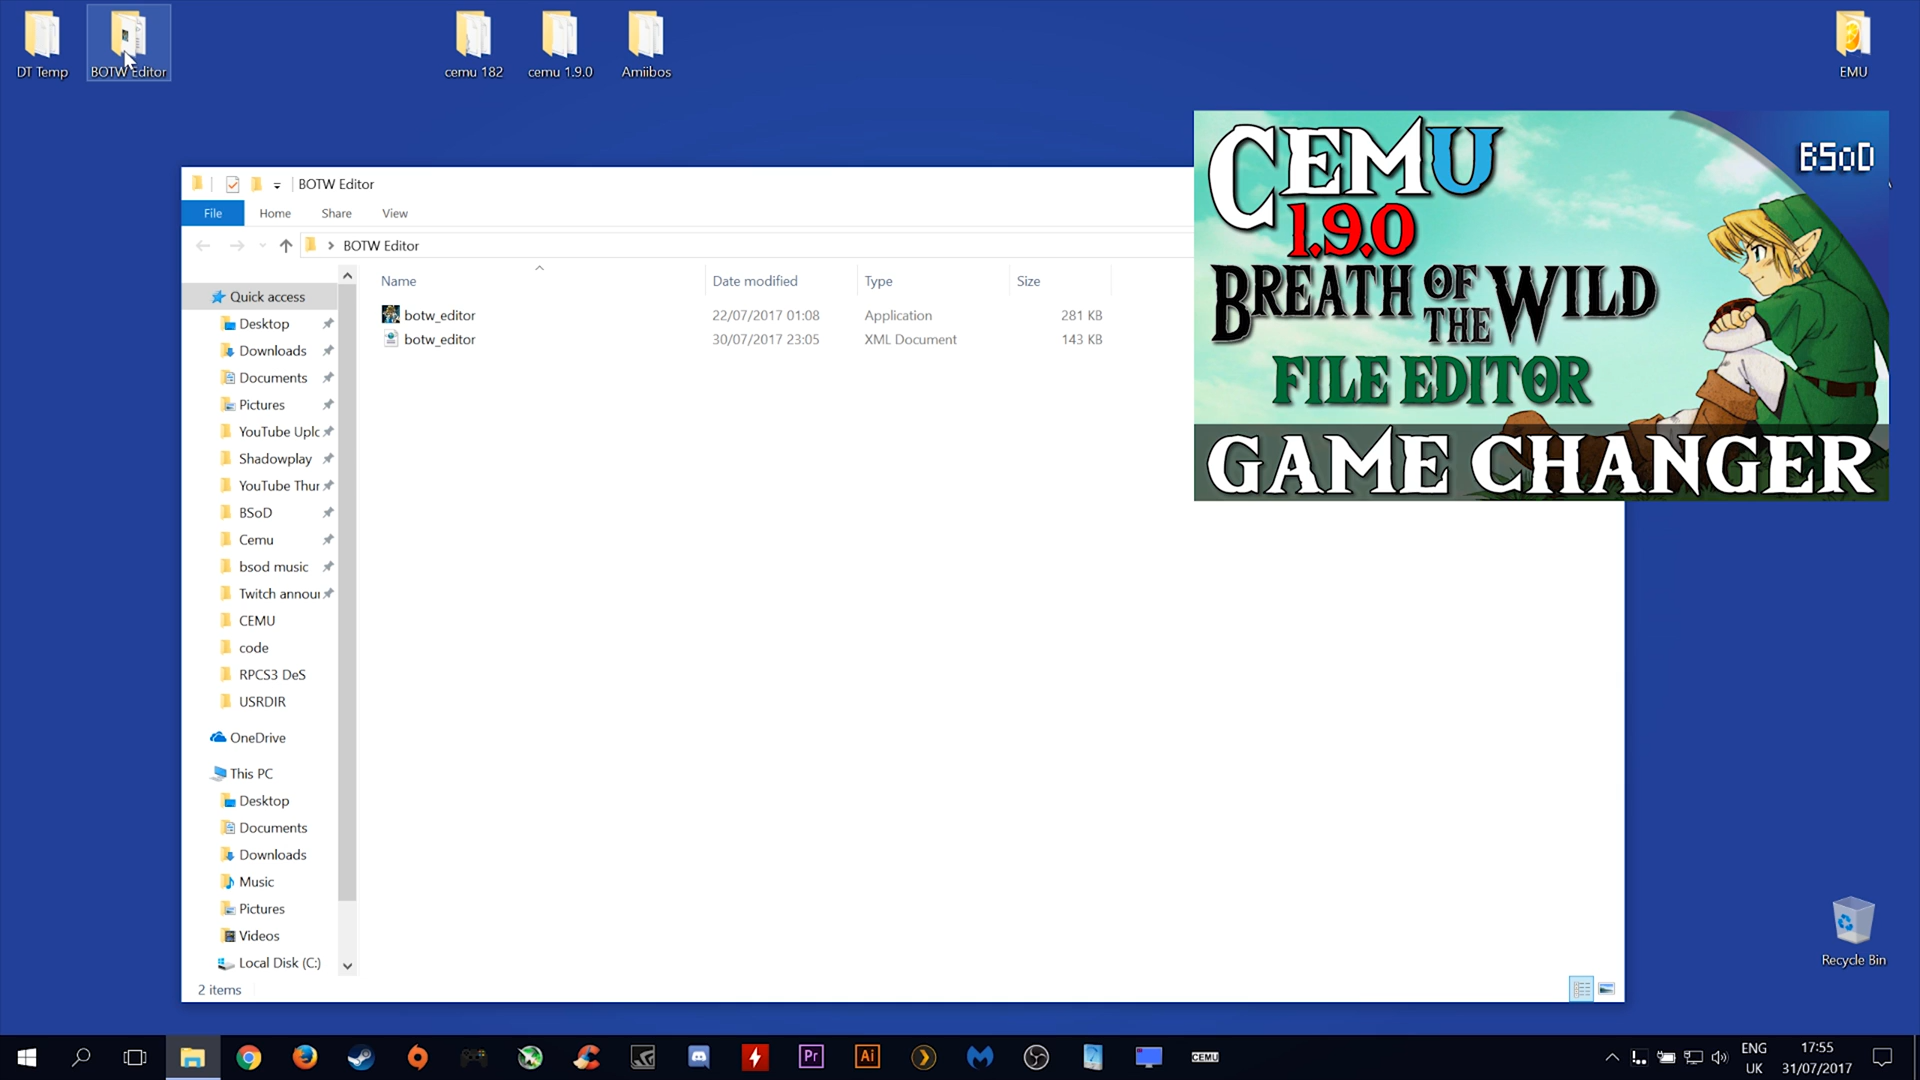 DT Temp
BOTW Editor
cemu 182
cemu 1.9.0
Amiibos
EMU
BOTW Editor
File
Home
Share
View
BOTW Editor
Name
Date modified
Type
Size
botw_editor
22/07/2017 01:08
Application
281 KB
botw_editor
30/07/2017 23:05
XML Document
143 KB
Quick access
Desktop
Downloads
Documents
Pictures
YouTube Uplc
Shadowplay
YouTube Thur
BSoD
Cemu
bsod music
Twitch annou
CEMU
code
RPCS3 DeS
USRDIR
OneDrive
This PC
Desktop
Documents
Downloads
Music
Pictures
Videos
Local Disk (C:)
2 items
CEMU
1.9.0
BREATH OF THE WILD
FILE EDITOR
GAME CHANGER
BSoD
Recycle Bin
Pr
Ai
CEMU
ENG
UK
17:55
31/07/2017